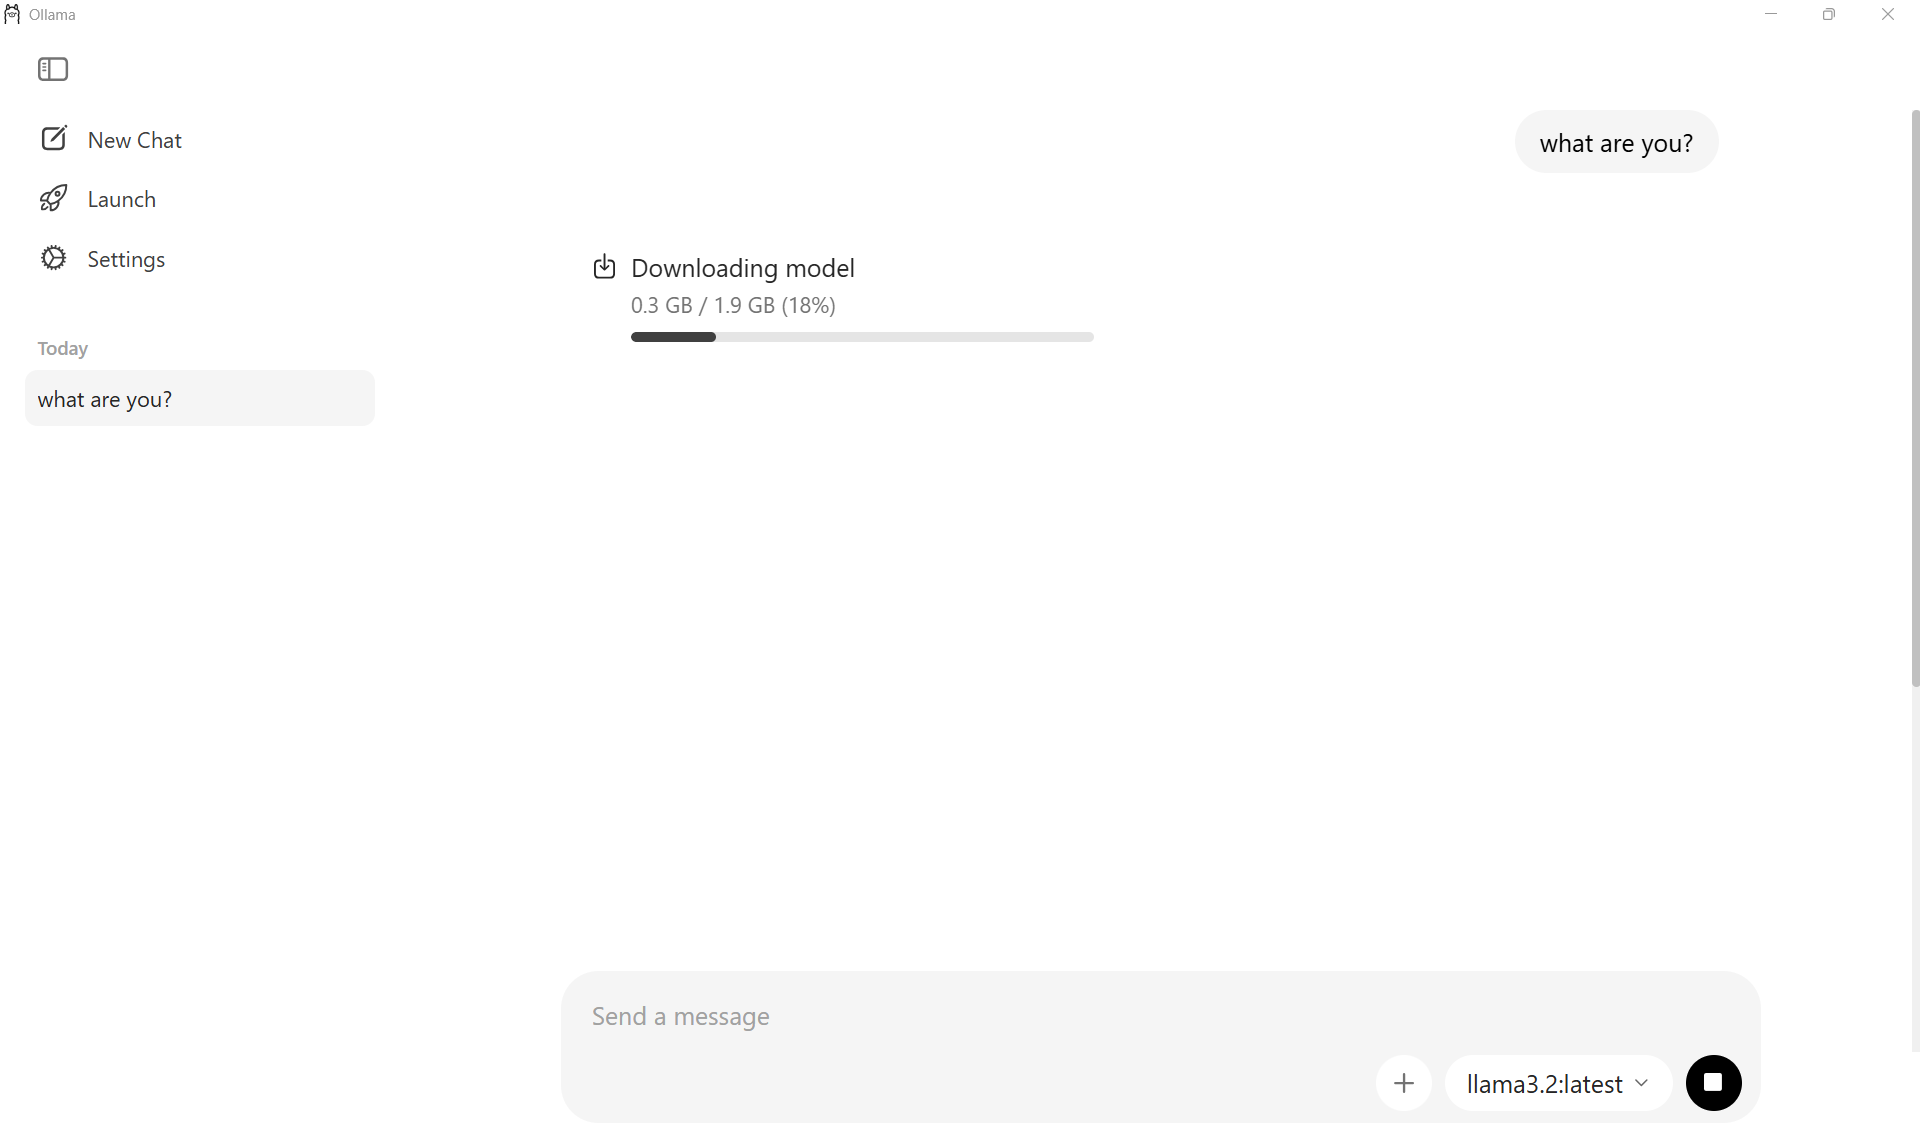 Ollama
New Chat
Launch
Settings
Today
what are you?
what are you?
Downloading model
0.3 GB / 1.9 GB (18%)
Send a message
llama3.2:latest